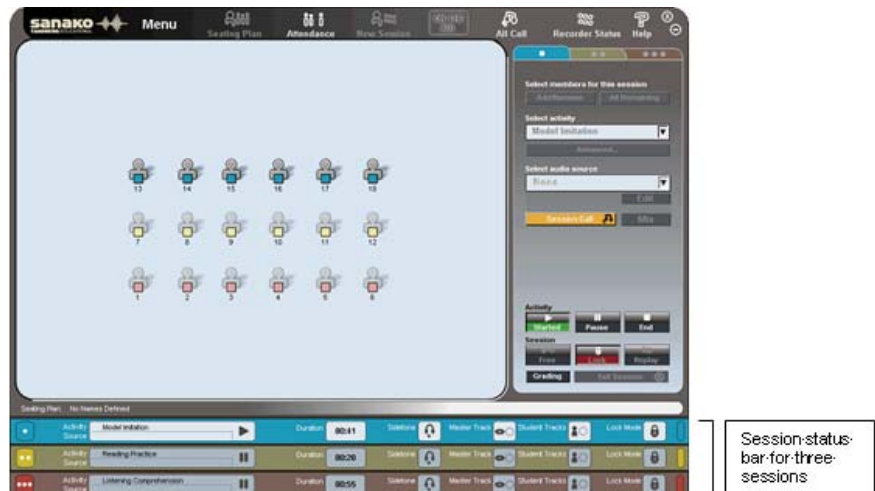 sanako
Menu
Seating Plan
Attendance
New Session
All Call
Recorder Status
Help
Select members for this session
Add/Remove
All Remaining
Select activity
Model Imitation
Advanced...
Select audio source
None
Edit
Session Call
Mix
13 14 15 16 17 18
7 8 9 10 11 12
1 2 3 4 5 6
Activity
Started Pause End
Session
Free Lock Replay
Grading
Seating Plan: No Names Defined
Activity Model Imitation Duration 00:41 Sidetone Master Track Student Tracks Lock Mode
Source
Activity Reading Practice Duration 00:20 Sidetone Master Track Student Tracks Lock Mode
Source
Activity Listening Comprehension Duration 00:55 Sidetone Master Track Student Tracks Lock Mode
Source
Session·status·
bar·for·three·
sessions